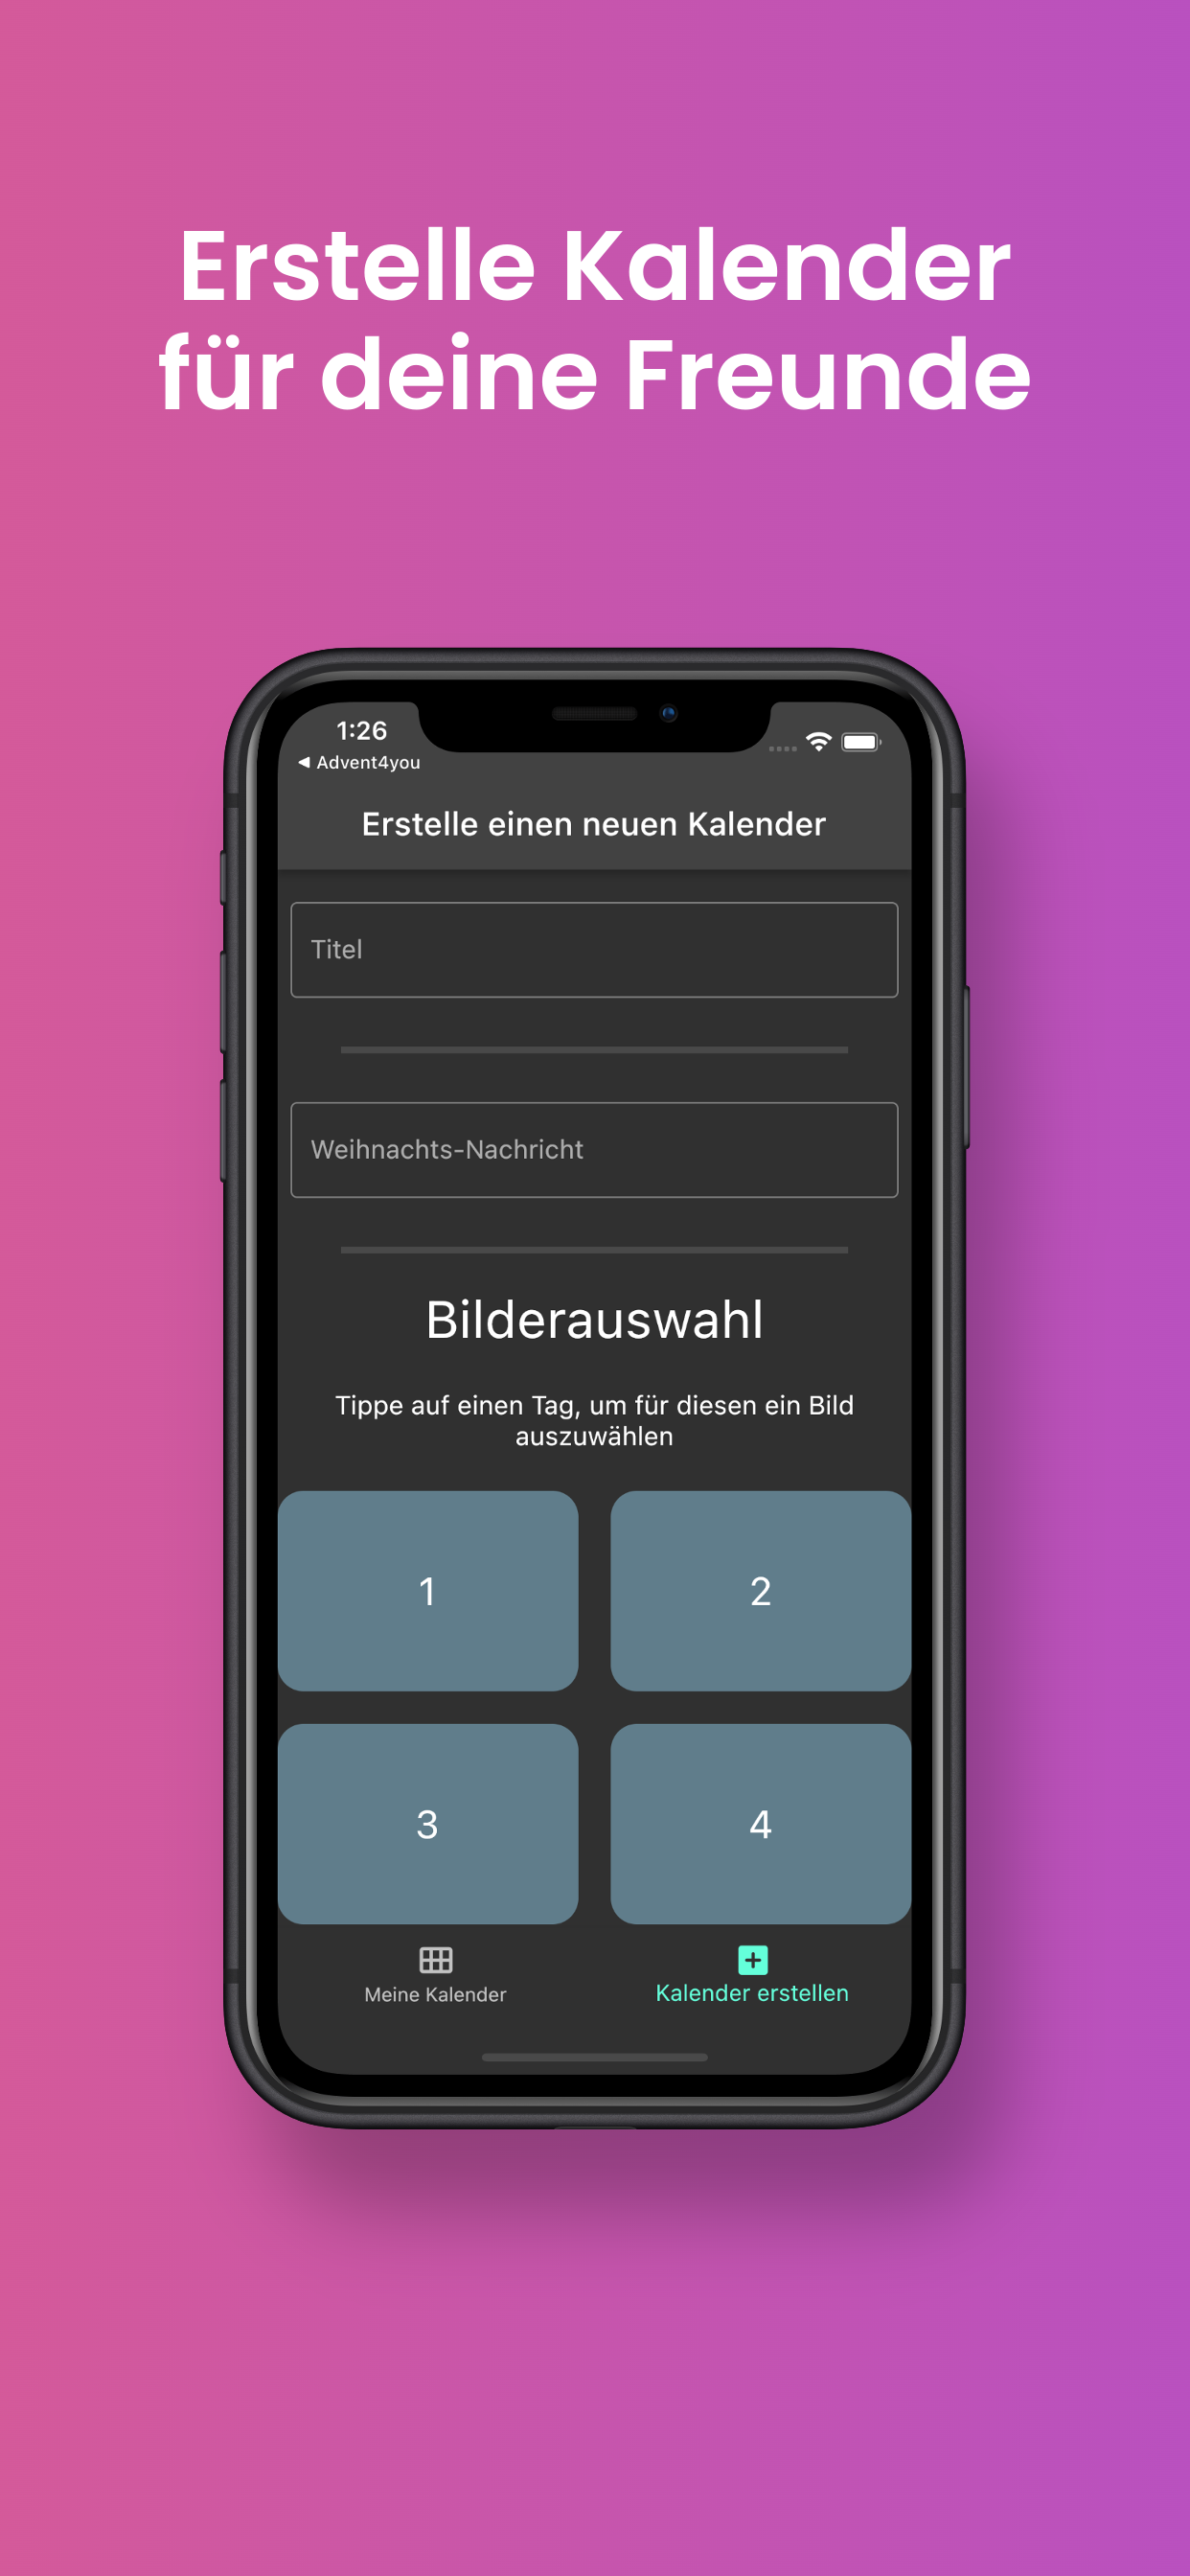 Erstelle Kalender
für deine Freunde
1:26
◀ Advent4you
Erstelle einen neuen Kalender
Titel
Weihnachts-Nachricht
Bilderauswahl
Tippe auf einen Tag, um für diesen ein Bild
auszuwählen
1 2
3 4
Meine Kalender Kalender erstellen